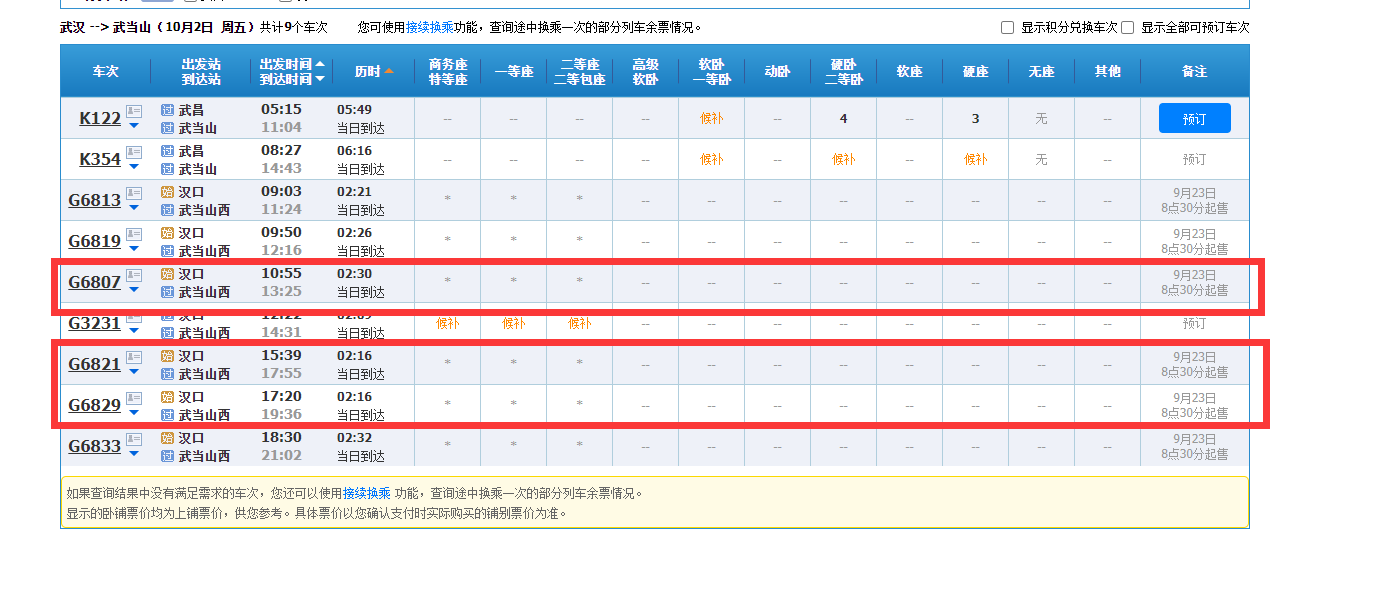 武汉 --> 武当山（10月2日 周五）共计9个车次 您可使用接续换乘功能，查询途中换乘一次的部分列车余票情况。 显示积分兑换车次 显示全部可预订车次
车次 出发站 到达站 出发时间 到达时间 历时 商务座 特等座 一等座 二等座 二等包座 高级 软卧 软卧 一等卧 动卧 硬卧 二等卧 软座 硬座 无座 其他 备注
K122 过 武昌 05:15 05:49 -- -- -- -- 候补 -- 4 -- 3 无 -- 预订
过 武当山 11:04 当日到达
K354 过 武昌 08:27 06:16 -- -- -- -- 候补 -- 候补 -- 候补 无 -- 预订
过 武当山 14:43 当日到达
G6813 始 汉口 09:03 02:21 * * * -- -- -- -- -- -- -- -- 9月23日
过 武当山西 11:24 当日到达 8点30分起售
G6819 始 汉口 09:50 02:26 * * * -- -- -- -- -- -- -- -- 9月23日
过 武当山西 12:16 当日到达 8点30分起售
G6807 始 汉口 10:55 02:30 * * * -- -- -- -- -- -- -- -- 9月23日
过 武当山西 13:25 当日到达 8点30分起售
G3231 汉口 候补 候补 候补 -- -- -- -- -- -- -- -- 预订
过 武当山西 14:31 当日到达
G6821 始 汉口 15:39 02:16 * * * -- -- -- -- -- -- -- -- 9月23日
过 武当山西 17:55 当日到达 8点30分起售
G6829 始 汉口 17:20 02:16 * * * -- -- -- -- -- -- -- -- 9月23日
过 武当山西 19:36 当日到达 8点30分起售
G6833 始 汉口 18:30 02:32 * * * -- -- -- -- -- -- -- -- 9月23日
过 武当山西 21:02 当日到达 8点30分起售
如果查询结果中没有满足需求的车次，您还可以使用接续换乘 功能，查询途中换乘一次的部分列车余票情况。
显示的卧铺票价均为上铺票价，供您参考。具体票价以您确认支付时实际购买的铺别票价为准。